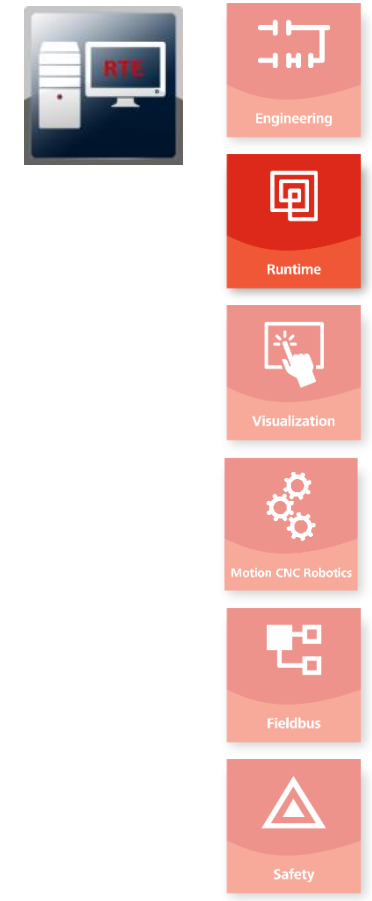 RTE
Engineering
Runtime
Visualization
Motion CNC Robotics
Fieldbus
Safety